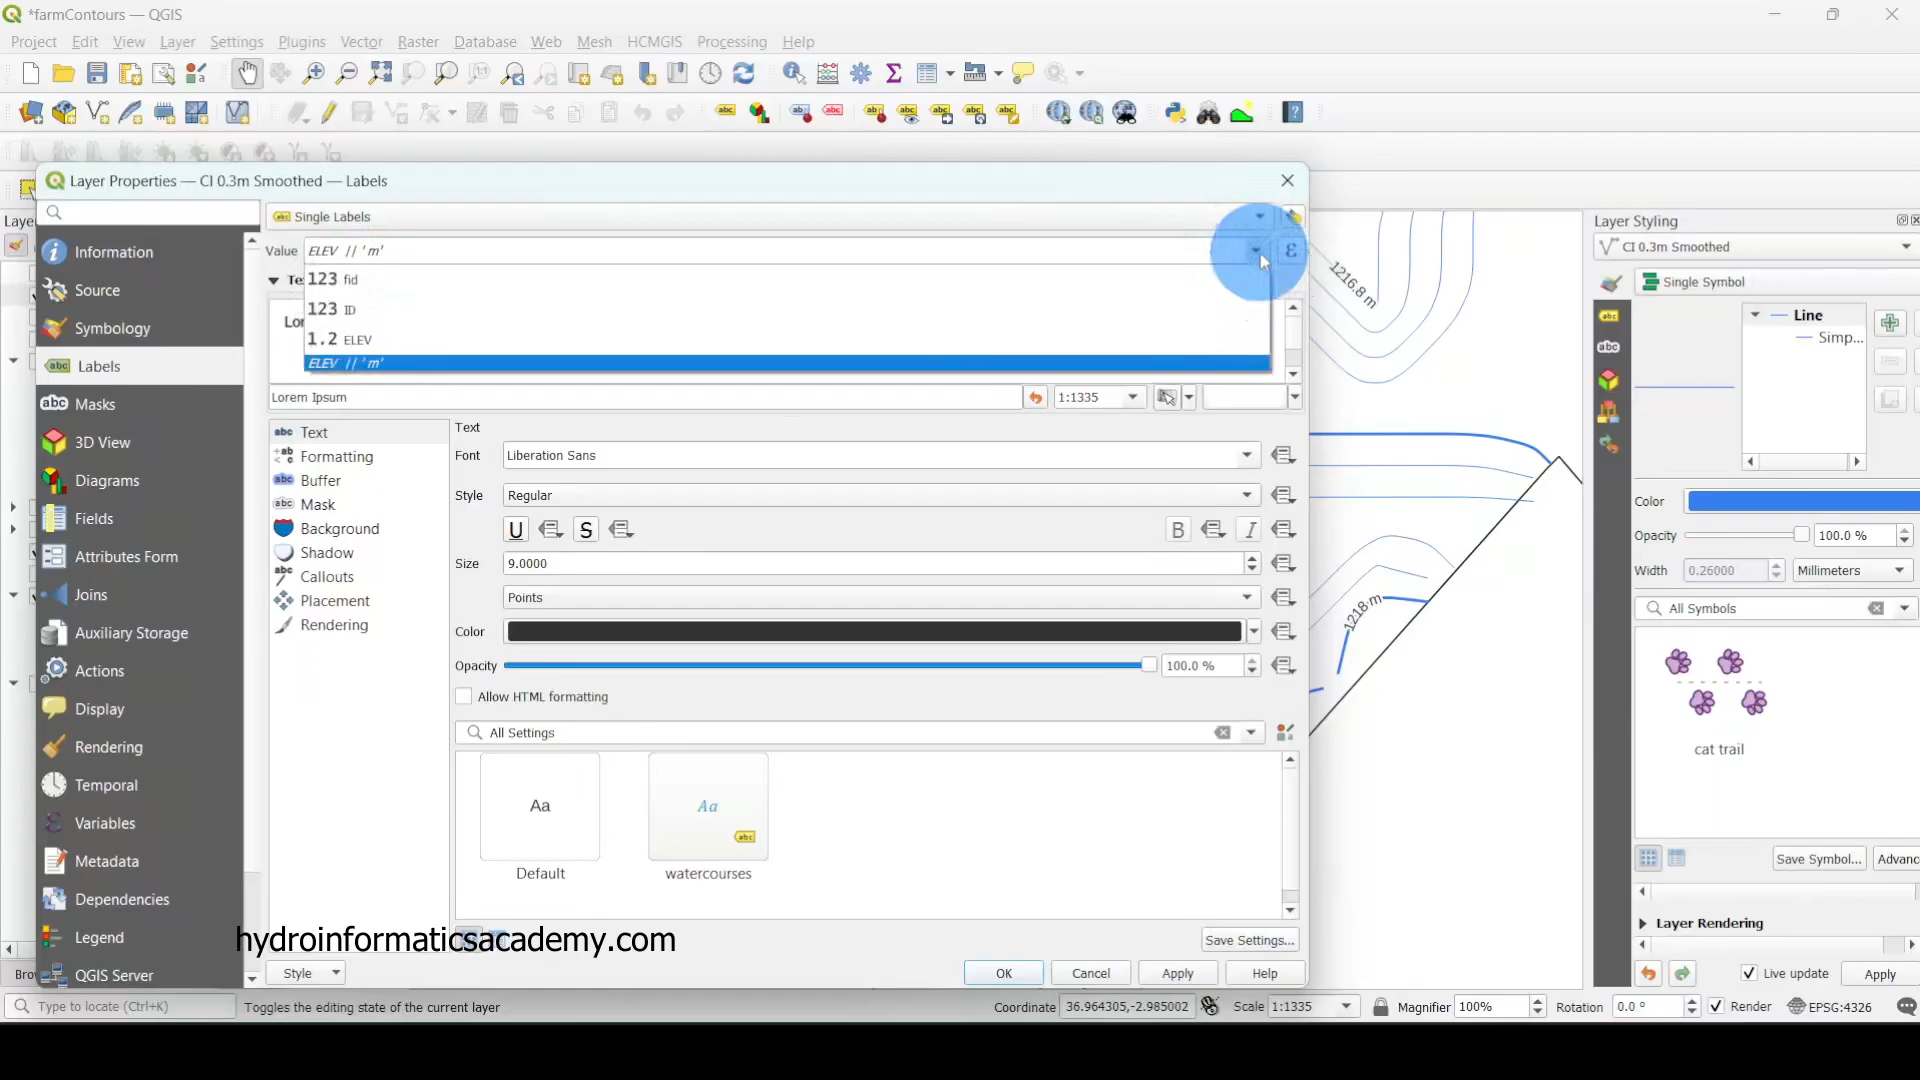 *farmContours — QGIS
Project Edit View Layer Settings Plugins Vector Raster Database Web Mesh HCMGIS Processing Help
Layer Properties — CI 0.3m Smoothed — Labels
Information
Source
Symbology
Labels
Masks
3D View
Diagrams
Fields
Attributes Form
Joins
Auxiliary Storage
Actions
Display
Rendering
Temporal
Variables
Metadata
Dependencies
Legend
QGIS Server
Single Labels
Value ELEV || ' m'
123 fid
123 ID
1.2 ELEV
ELEV || ' m'
Lorem Ipsum
1:1335
Text
Formatting
Buffer
Mask
Background
Shadow
Callouts
Placement
Rendering
Text
Font Liberation Sans
Style Regular
U S B I
Size 9.0000
Points
Color
Opacity 100.0 %
Allow HTML formatting
All Settings
Aa
Default
Aa
abc
watercourses
Save Settings...
Style
OK Cancel Apply Help
hydroinformaticsacademy.com
1216.8 m
1218 m
Layer Styling
CI 0.3m Smoothed
Single Symbol
Line
Simp...
Color
Opacity 100.0 %
Width 0.26000 Millimeters
All Symbols
cat trail
Save Symbol...
Layer Rendering
Live update Apply
Type to locate (Ctrl+K)
Toggles the editing state of the current layer
Coordinate 36.964305,-2.985002
Scale 1:1335
Magnifier 100%
Rotation 0.0 °
Render
EPSG:4326